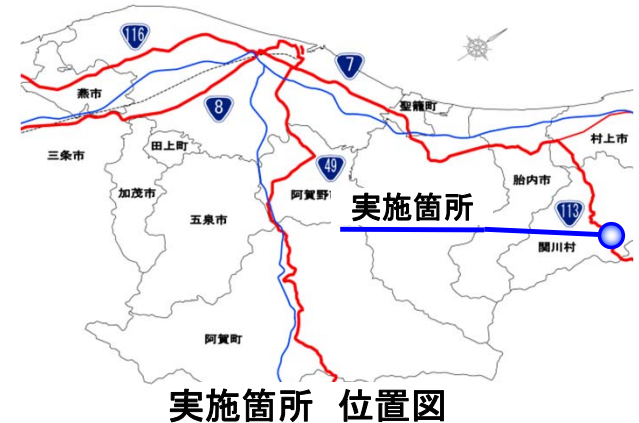 116
7
燕市
8
聖籠町
村上市
三条市
田上町
49
胎内市
加茂市
阿賀野
実施箇所
113
五泉市
関川村
阿賀町
実施箇所 位置図